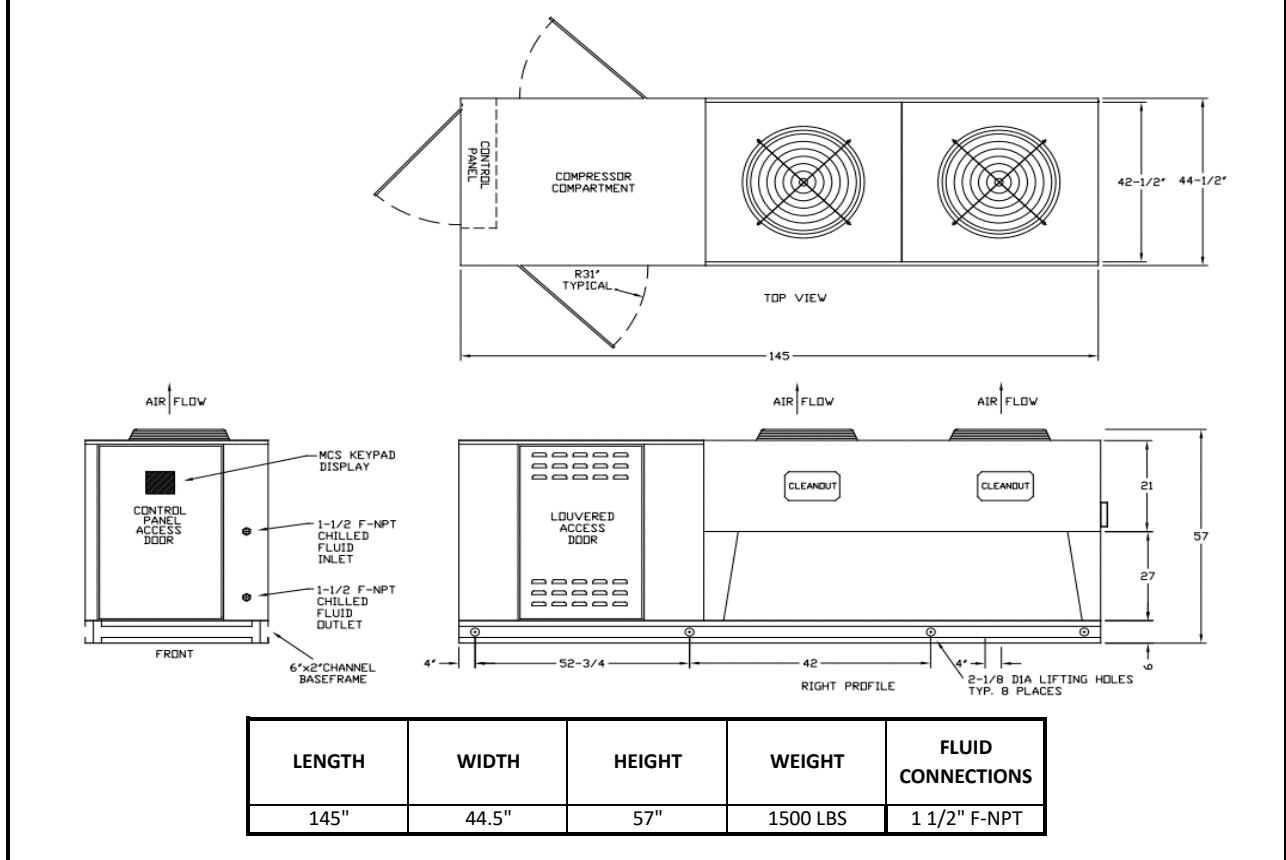 CONTROL
PANEL
COMPRESSOR
COMPARTMENT
42-1/2"
44-1/2"
R31"
TYPICAL
TOP VIEW
145
AIR FLOW
AIR FLOW
AIR FLOW
MCS KEYPAD
DISPLAY
CONTROL
PANEL
ACCESS
DOOR
1-1/2 F-NPT
CHILLED
FLUID
INLET
1-1/2 F-NPT
CHILLED
FLUID
OUTLET
FRONT
6"x2"CHANNEL
BASEFRAME
LOUVERED
ACCESS
DOOR
CLEANOUT
CLEANOUT
21
27
57
6
4"
52-3/4
42
4"
RIGHT PROFILE
2-1/8 D1A LIFTING HOLES
TYP. 8 PLACES
LENGTH WIDTH HEIGHT WEIGHT FLUID
CONNECTIONS
145" 44.5" 57" 1500 LBS 1 1/2" F-NPT